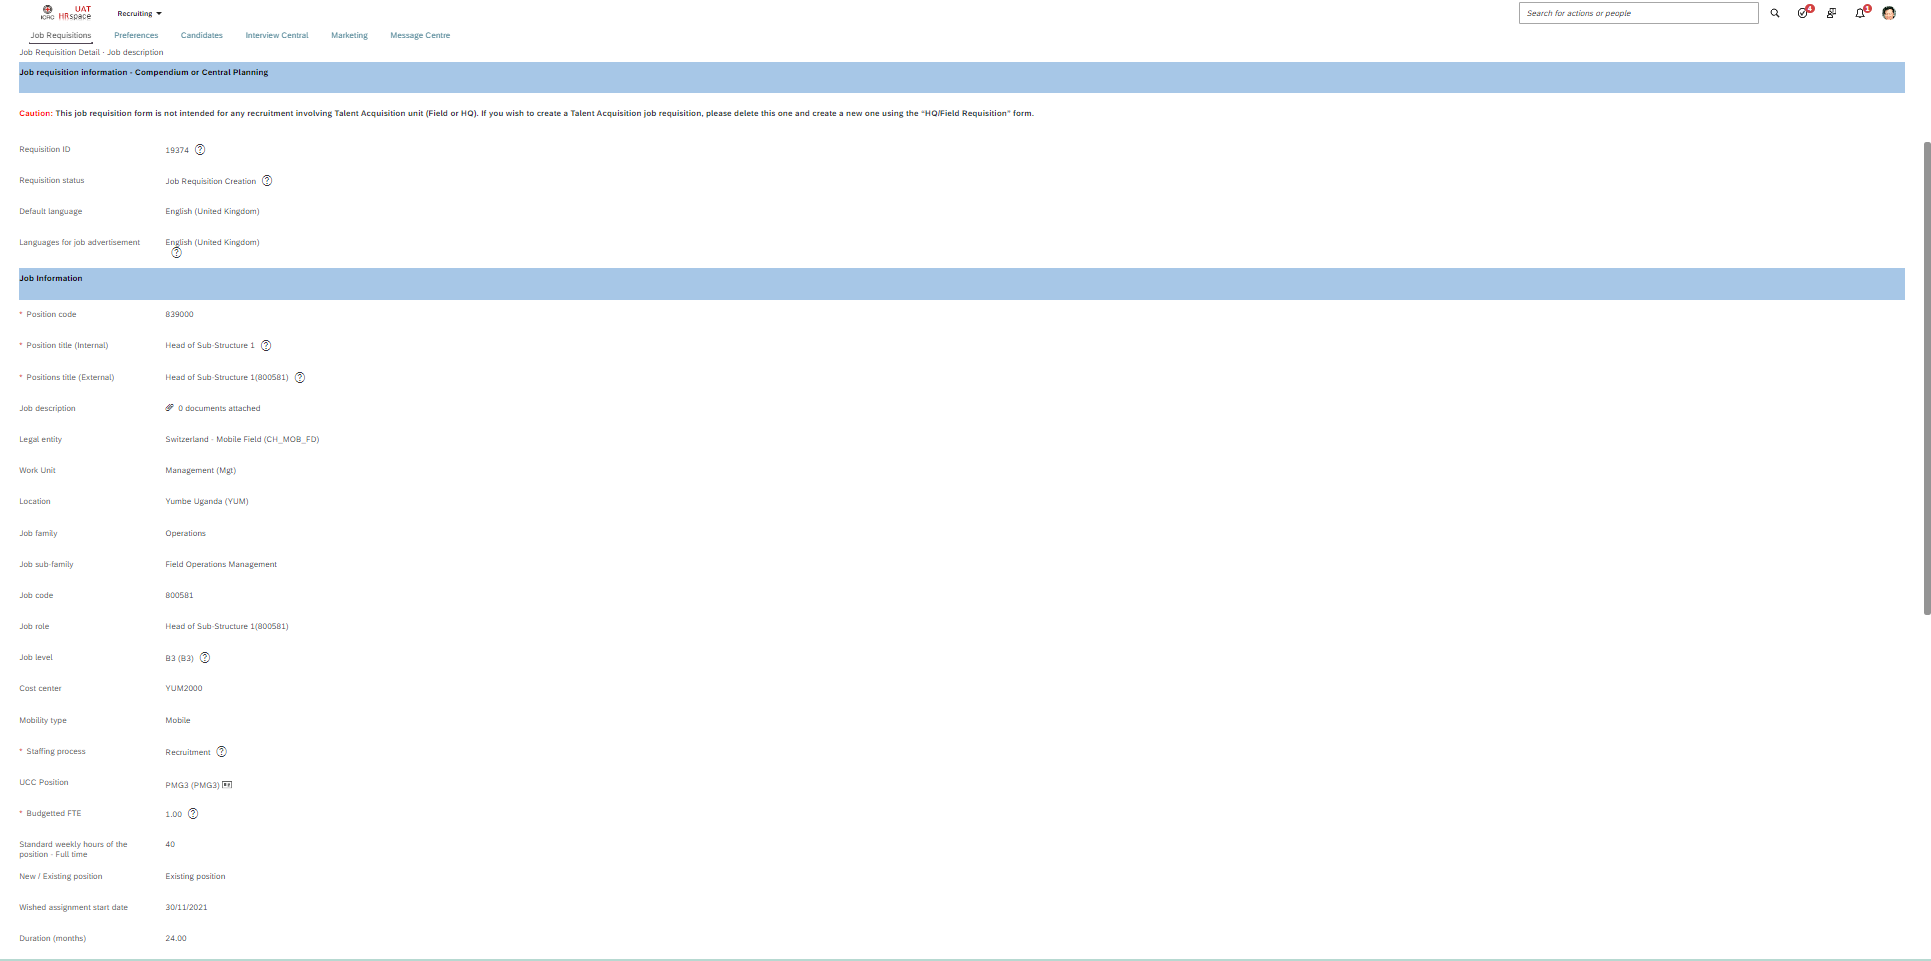 UAT
ICRC HRspace
Recruiting
Search for actions or people
4
1
Job Requisitions Preferences Candidates Interview Central Marketing Message Centre
Job Requisition Detail - Job description
Job requisition information - Compendium or Central Planning
Caution: This job requisition form is not intended for any recruitment involving Talent Acquisition unit (Field or HQ). If you wish to create a Talent Acquisition job requisition, please delete this one and create a new one using the "HQ/Field Requisition" form.
Requisition ID 19374 ?
Requisition status Job Requisition Creation ?
Default language English (United Kingdom)
Languages for job advertisement English (United Kingdom)
?
Job Information
* Position code 839000
* Position title (Internal) Head of Sub-Structure 1 ?
* Positions title (External) Head of Sub-Structure 1(800581) ?
Job description 0 documents attached
Legal entity Switzerland - Mobile Field (CH_MOB_FD)
Work Unit Management (Mgt)
Location Yumbe Uganda (YUM)
Job family Operations
Job sub-family Field Operations Management
Job code 800581
Job role Head of Sub-Structure 1(800581)
Job level B3 (B3) ?
Cost center YUM2000
Mobility type Mobile
* Staffing process Recruitment ?
UCC Position PMG3 (PMG3)
* Budgetted FTE 1.00 ?
Standard weekly hours of the 40
position - Full time
New / Existing position Existing position
Wished assignment start date 30/11/2021
Duration (months) 24.00